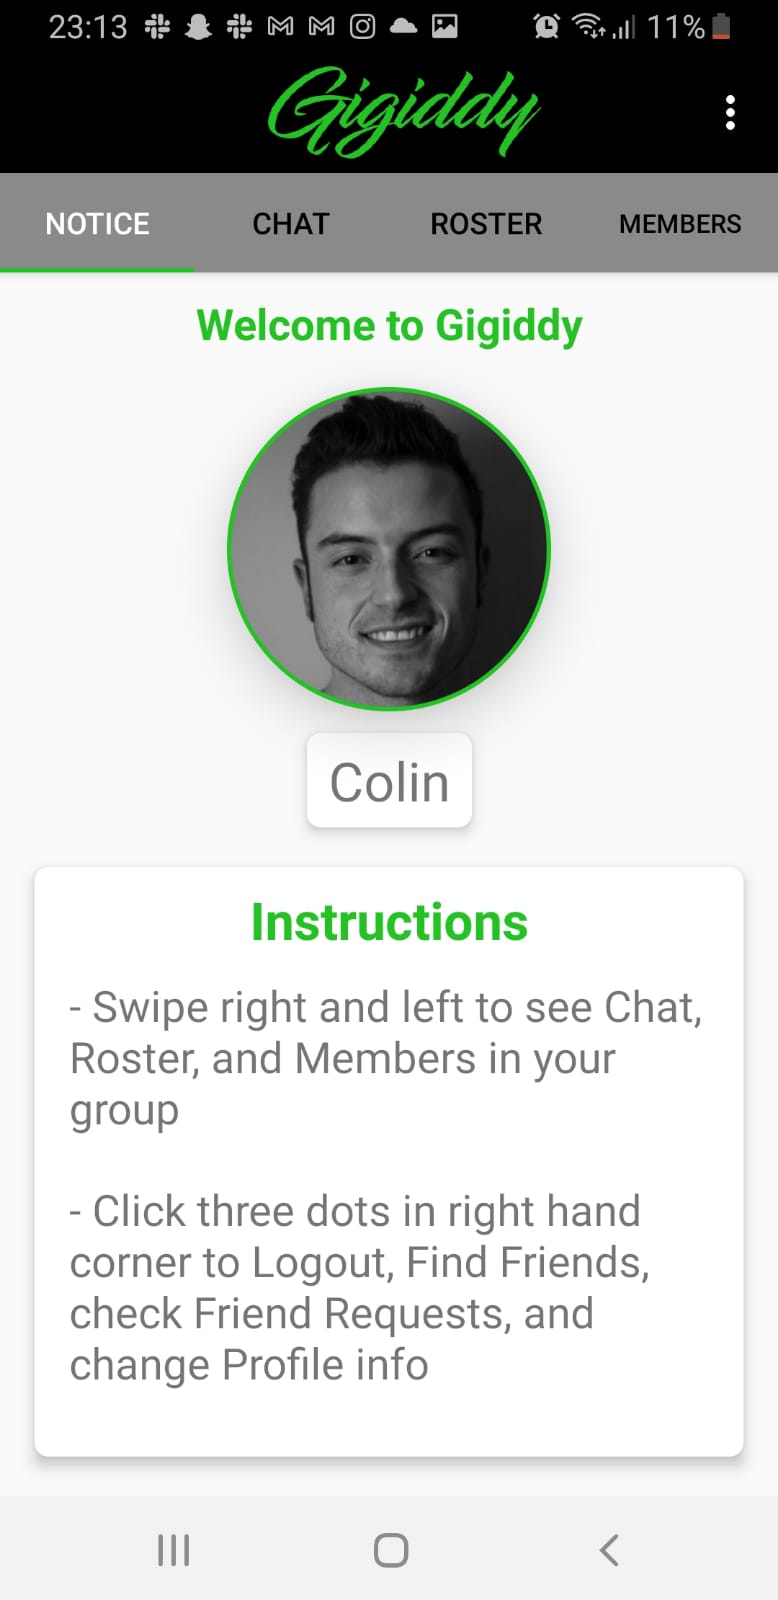 23:13 11%
Gigiddy
NOTICE CHAT ROSTER MEMBERS
Welcome to Gigiddy
Colin
Instructions
- Swipe right and left to see Chat,
Roster, and Members in your
group
- Click three dots in right hand
corner to Logout, Find Friends,
check Friend Requests, and
change Profile info